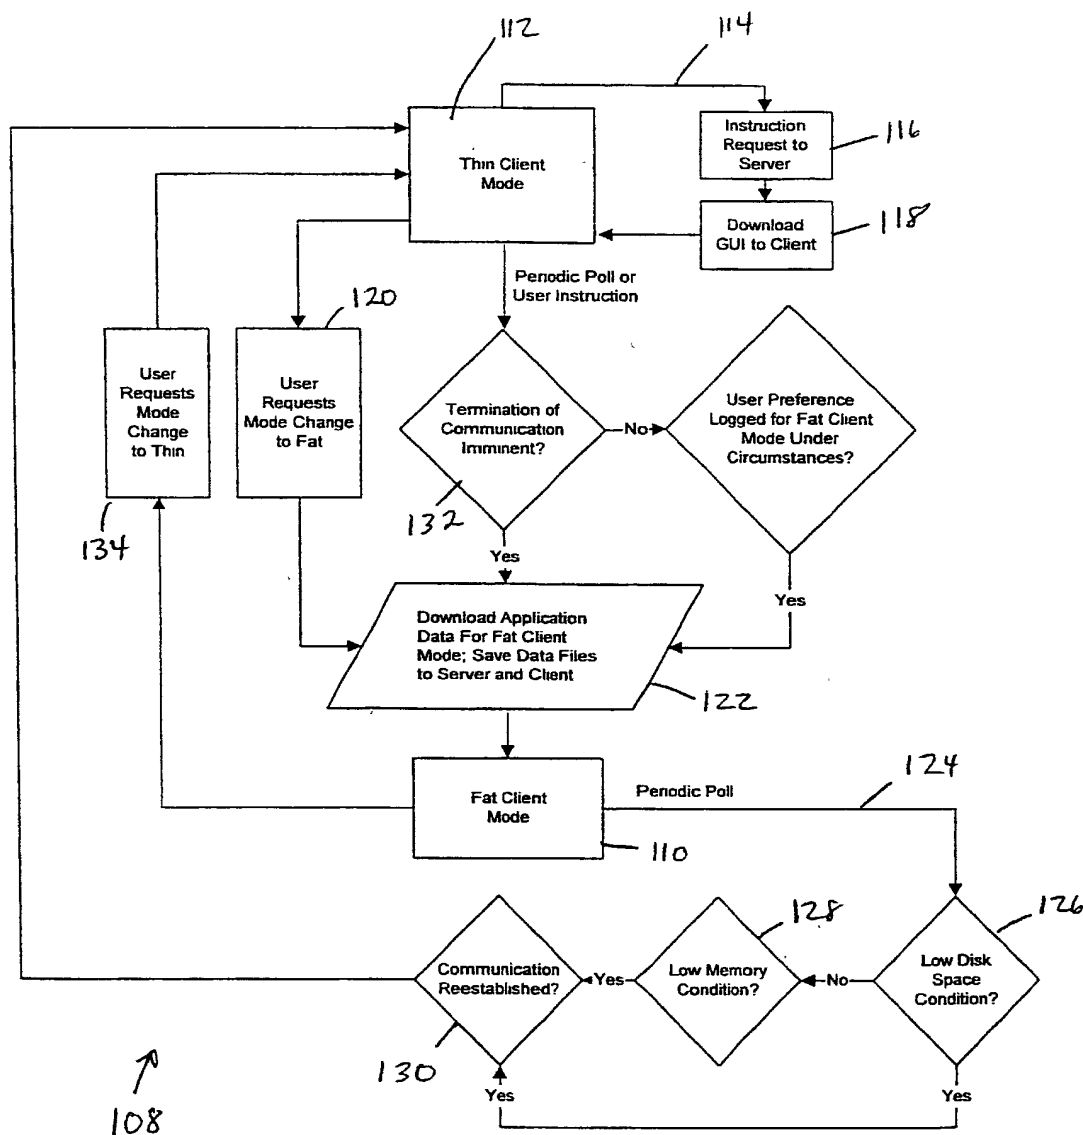 112
114
Thin Client
Mode
Instruction
Request to
Server
116
Download
GUI to Client
118
Periodic Poll or
User Instruction
120
User
Requests
Mode
Change
to Thin
134
User
Requests
Mode Change
to Fat
Termination of
Communication
Imminent?
132
No
User Preference
Logged for Fat Client
Mode Under
Circumstances?
Yes
Yes
Download Application
Data For Fat Client
Mode; Save Data Files
to Server and Client
122
Fat Client
Mode
110
Periodic Poll
124
Communication
Reestablished?
130
Yes
Low Memory
Condition?
128
No
Low Disk
Space
Condition?
126
Yes
Yes
108